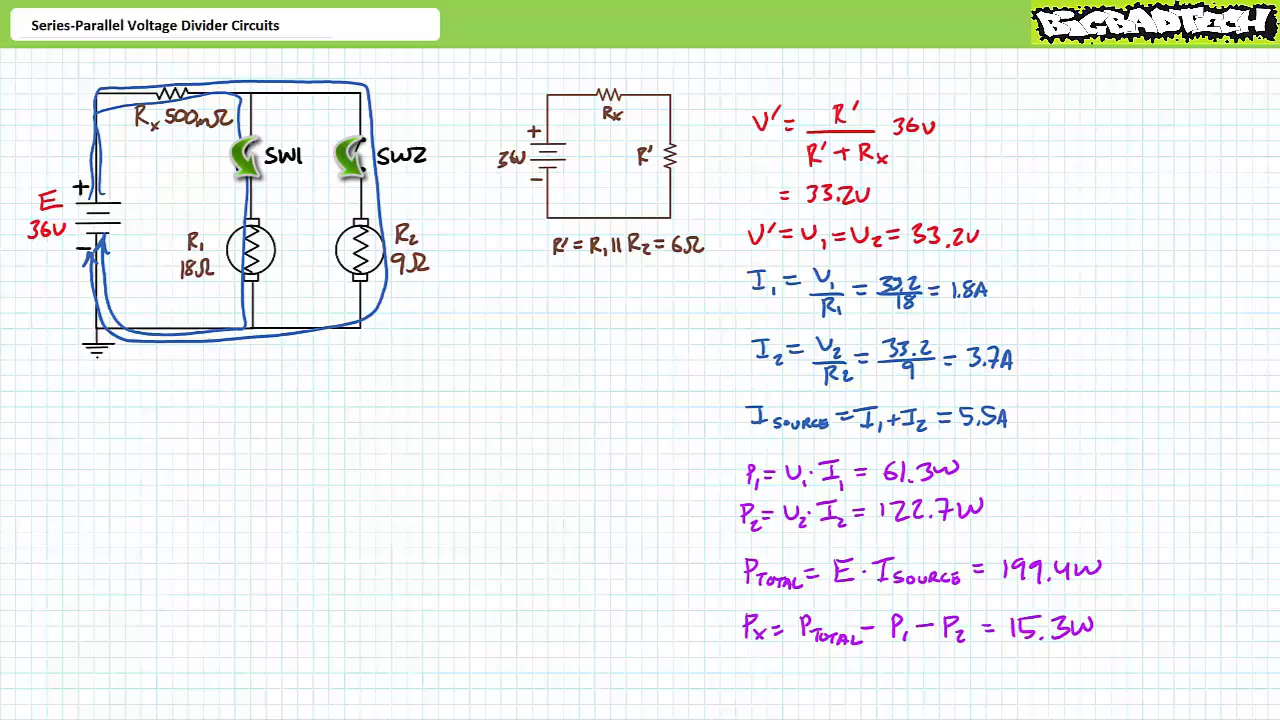 Series-Parallel Voltage Divider Circuits
BIGBADTECH
Rx 500mΩ
SW1
SW2
+
E
36V
-
R1
18Ω
R2
9Ω
Rx
+
36V
-
R'
R' = R1 || R2 = 6Ω
V' = R' / (R' + Rx) 36V
= 33.2V
V' = V1 = V2 = 33.2V
I1 = V1/R1 = 33.2/18 = 1.8A
I2 = V2/R2 = 33.2/9 = 3.7A
I SOURCE = I1 + I2 = 5.5A
P1 = V1 · I1 = 61.3W
P2 = V2 · I2 = 122.7W
PTOTAL = E · I SOURCE = 199.4W
Px = PTOTAL - P1 - P2 = 15.3W